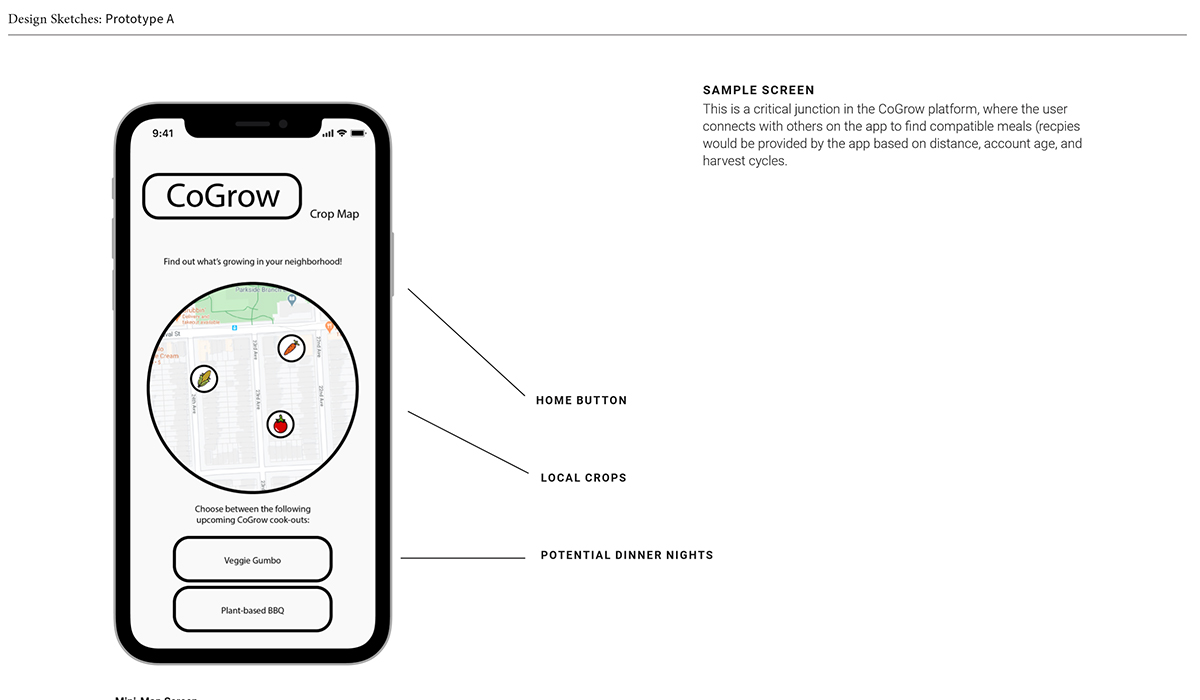 Design Sketches: Prototype A
SAMPLE SCREEN
This is a critical junction in the CoGrow platform, where the user
connects with others on the app to find compatible meals (recpies
would be provided by the app based on distance, account age, and
harvest cycles.
9:41
CoGrow
Crop Map
Find out what's growing in your neighborhood!
Parkside Branch
val St
Cream
23rd Ave
22nd Ave
24th Ave
23rd Ave
22nd Ave
HOME BUTTON
LOCAL CROPS
Choose between the following
upcoming CoGrow cook-outs:
Veggie Gumbo
POTENTIAL DINNER NIGHTS
Plant-based BBQ